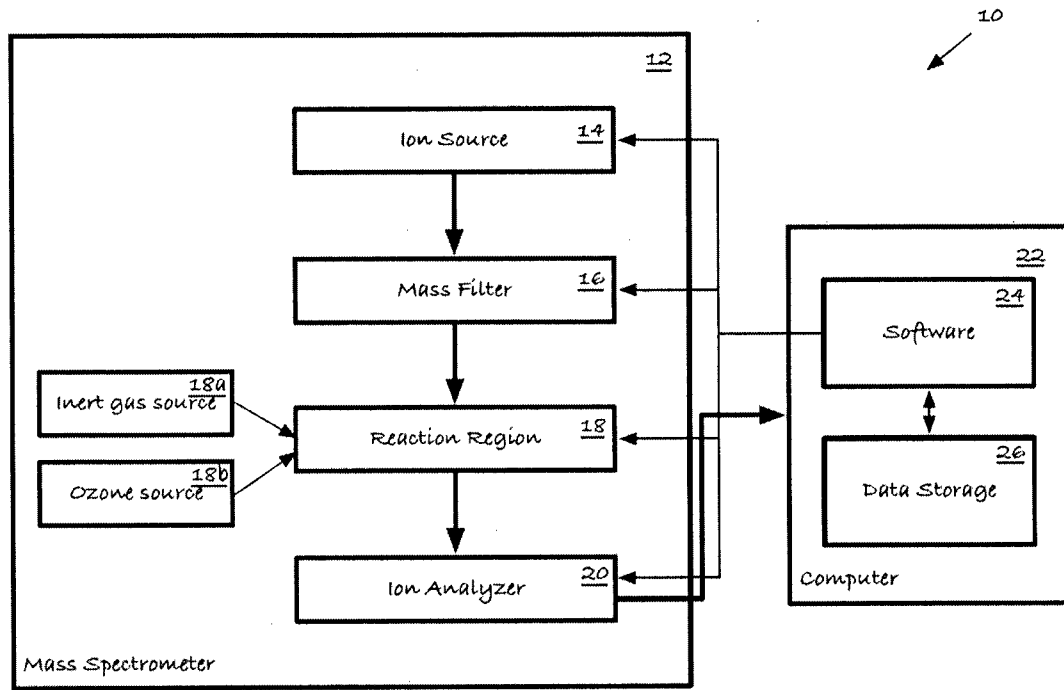 10
12
Ion Source 14
Mass Filter 16
Inert gas source 18a
Ozone source 18b
Reaction Region 18
Ion Analyzer 20
Mass Spectrometer
22
Software 24
Data Storage 26
Computer